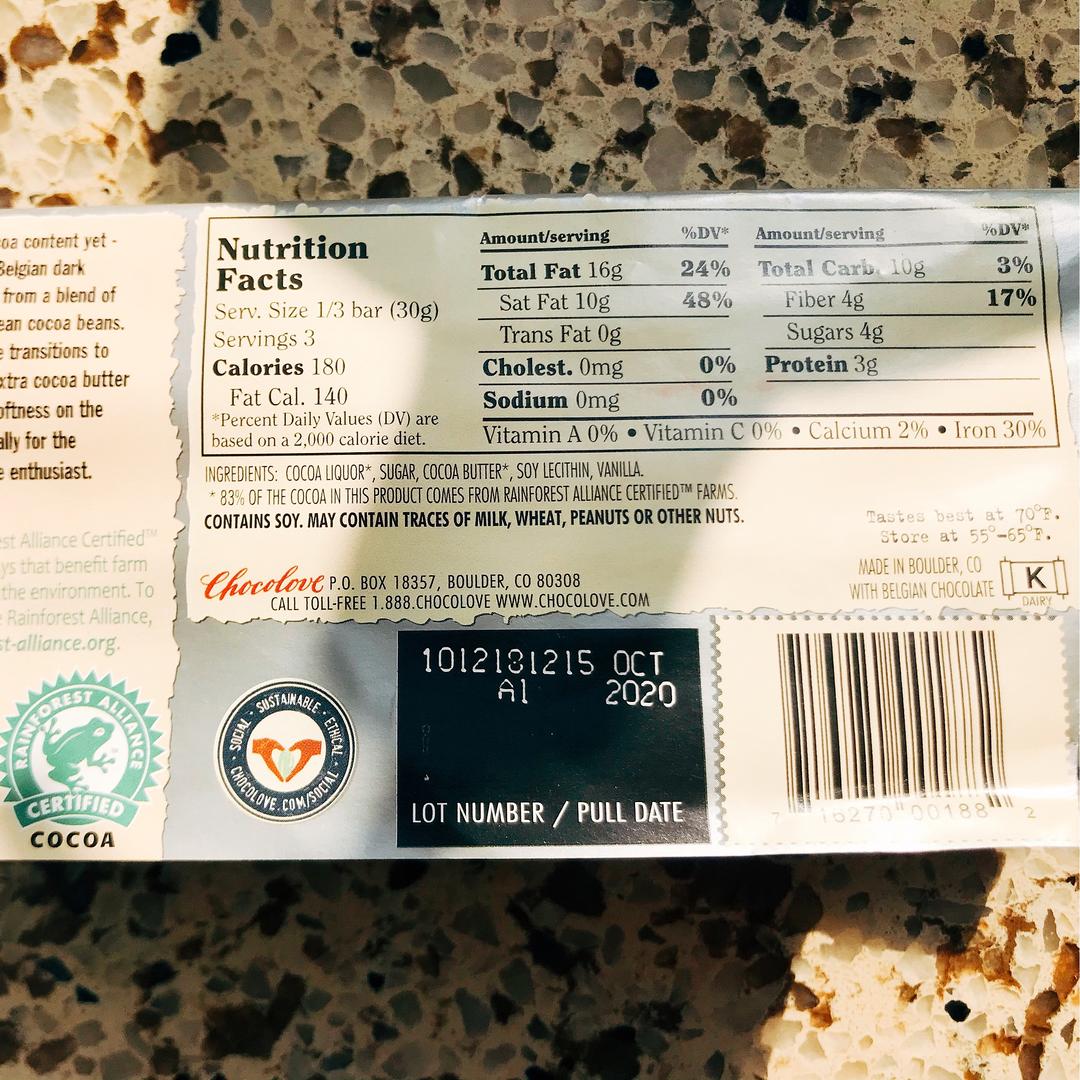 oa content yet -
Belgian dark
from a blend of
ean cocoa beans.
e transitions to
xtra cocoa butter
oftness on the
ally for the
e enthusiast.
est Alliance Certified™
ys that benefit farm
the environment. To
e Rainforest Alliance,
st-alliance.org.
RAINFOREST ALLIANCE
CERTIFIED
COCOA
Nutrition
Facts
Serv. Size 1/3 bar (30g)
Servings 3
Calories 180
Fat Cal. 140
*Percent Daily Values (DV) are
based on a 2,000 calorie diet.
Amount/serving %DV*
Total Fat 16g 24%
Sat Fat 10g 48%
Trans Fat 0g
Cholest. 0mg 0%
Sodium 0mg 0%
Amount/serving %DV*
Total Carb. 10g 3%
Fiber 4g 17%
Sugars 4g
Protein 3g
Vitamin A 0% • Vitamin C 0% • Calcium 2% • Iron 30%
INGREDIENTS: COCOA LIQUOR*, SUGAR, COCOA BUTTER*, SOY LECITHIN, VANILLA.
* 83% OF THE COCOA IN THIS PRODUCT COMES FROM RAINFOREST ALLIANCE CERTIFIED™ FARMS.
CONTAINS SOY. MAY CONTAIN TRACES OF MILK, WHEAT, PEANUTS OR OTHER NUTS.
Tastes best at 70°F.
Store at 55°-65°F.
Chocolove P.O. BOX 18357, BOULDER, CO 80308
CALL TOLL-FREE 1.888.CHOCOLOVE WWW.CHOCOLOVE.COM
MADE IN BOULDER, CO
WITH BELGIAN CHOCOLATE
K
DAIRY
SOCIAL · SUSTAINABLE · ETHICAL
CHOCOLOVE.COM/SOCIAL
1012181215 OCT
A1 2020
LOT NUMBER / PULL DATE
7 16270 00188 2